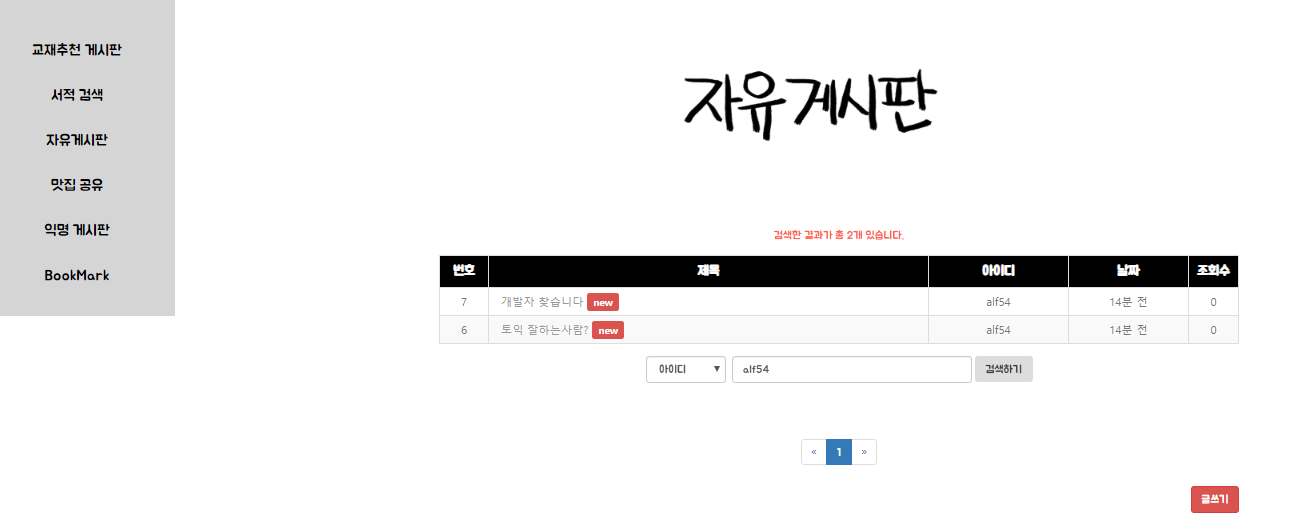 교재추천 게시판
서적 검색
자유게시판
맛집 공유
익명 게시판
BookMark
자유게시판
검색한 결과가 총 2개 있습니다.
번호 제목 아이디 날짜 조회수
7 개발자 찾습니다 new alf54 14분 전 0
6 토익 잘하는사람? new alf54 14분 전 0
아이디 ▼ alf54 검색하기
« 1 »
글쓰기